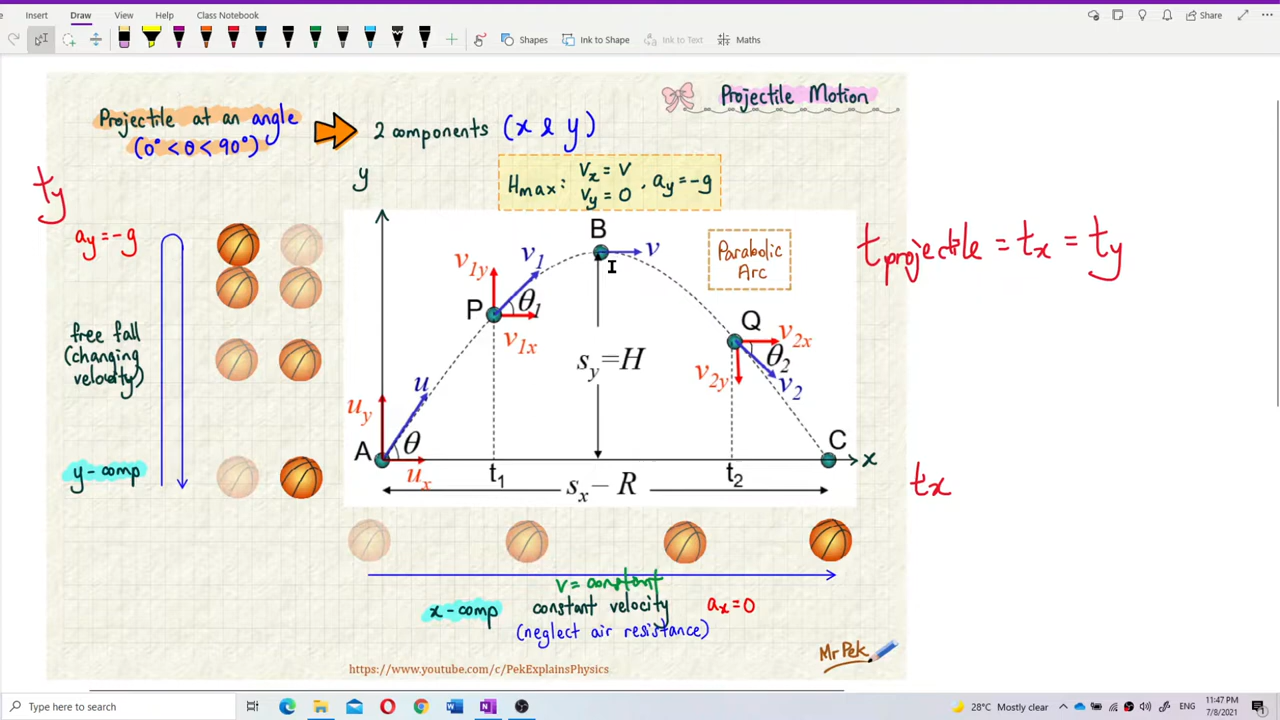 Insert Draw View Help Class Notebook
Share
Shapes Ink to Shape Ink to Text Maths
Projectile Motion
Projectile at an angle
(0° < θ < 90°)
2 components (x & y)
Hmax: Vx = V
Vy = 0 , ay = -g
ty
ay = -g
free fall
(changing
velocity)
y-comp
y
B
v
Parabolic
Arc
tprojectile = tx = ty
v1y
v1
P
θ1
v1x
sy=H
Q
v2x
θ2
v2y
v2
u
uy
A
θ
ux
t1
t2
C
x
sx – R
tx
v = constant
x-comp
constant velocity
ax = 0
(neglect air resistance)
Mr Pek
https://www.youtube.com/c/PekExplainsPhysics
Type here to search
28°C Mostly clear
ENG
11:47 PM
7/8/2021